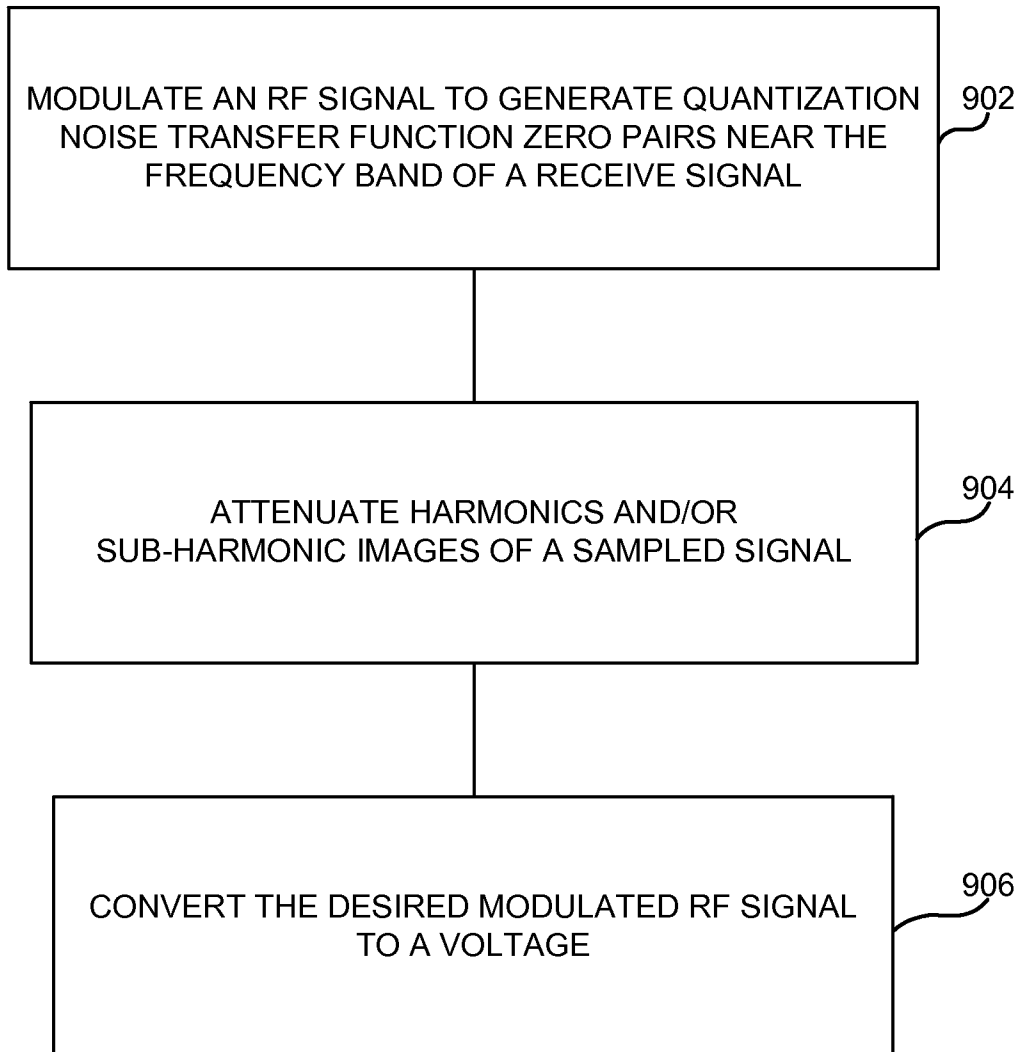 MODULATE AN RF SIGNAL TO GENERATE QUANTIZATION
NOISE TRANSFER FUNCTION ZERO PAIRS NEAR THE
FREQUENCY BAND OF A RECEIVE SIGNAL
902
ATTENUATE HARMONICS AND/OR
SUB-HARMONIC IMAGES OF A SAMPLED SIGNAL
904
CONVERT THE DESIRED MODULATED RF SIGNAL
TO A VOLTAGE
906